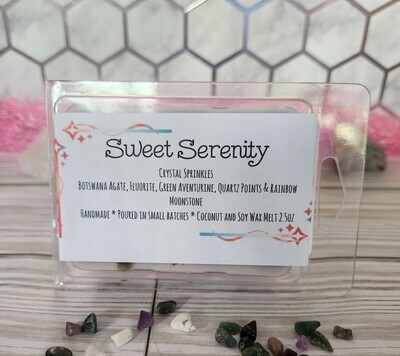 Sweet Serenity
Crystal Sprinkles
Botswana Agate, Fluorite, Green Aventurine, Quartz Points & Rainbow
Moonstone
Handmade * Poured in small batches * Coconut and Soy Wax Melt 2.5oz